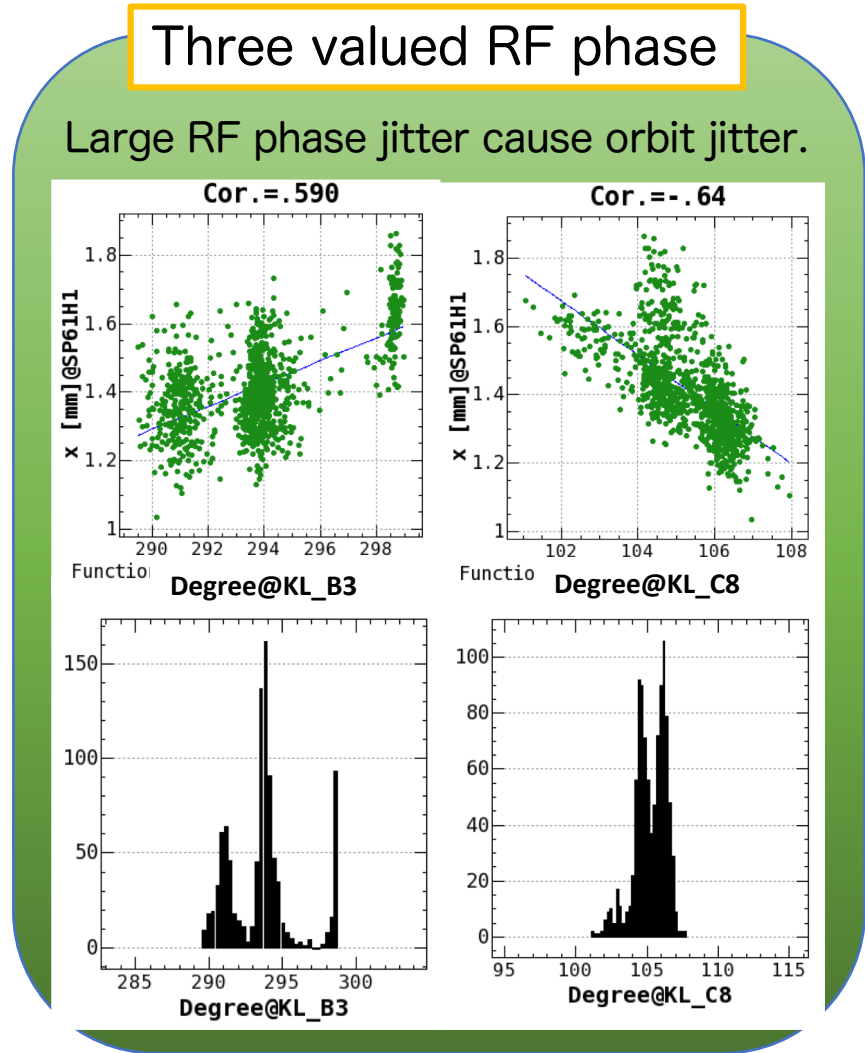 Three valued RF phase
Large RF phase jitter cause orbit jitter.
Cor.=.590
x [mm]@SP61H1
1.8
1.6
1.4
1.2
1
290 292 294 296 298
Functio
Degree@KL_B3
Cor.=-.64
x [mm]@SP61H1
1.8
1.6
1.4
1.2
1
102 104 106 108
Functio
Degree@KL_C8
150
100
50
0
285 290 295 300
Degree@KL_B3
100
80
60
40
20
0
95 100 105 110 115
Degree@KL_C8